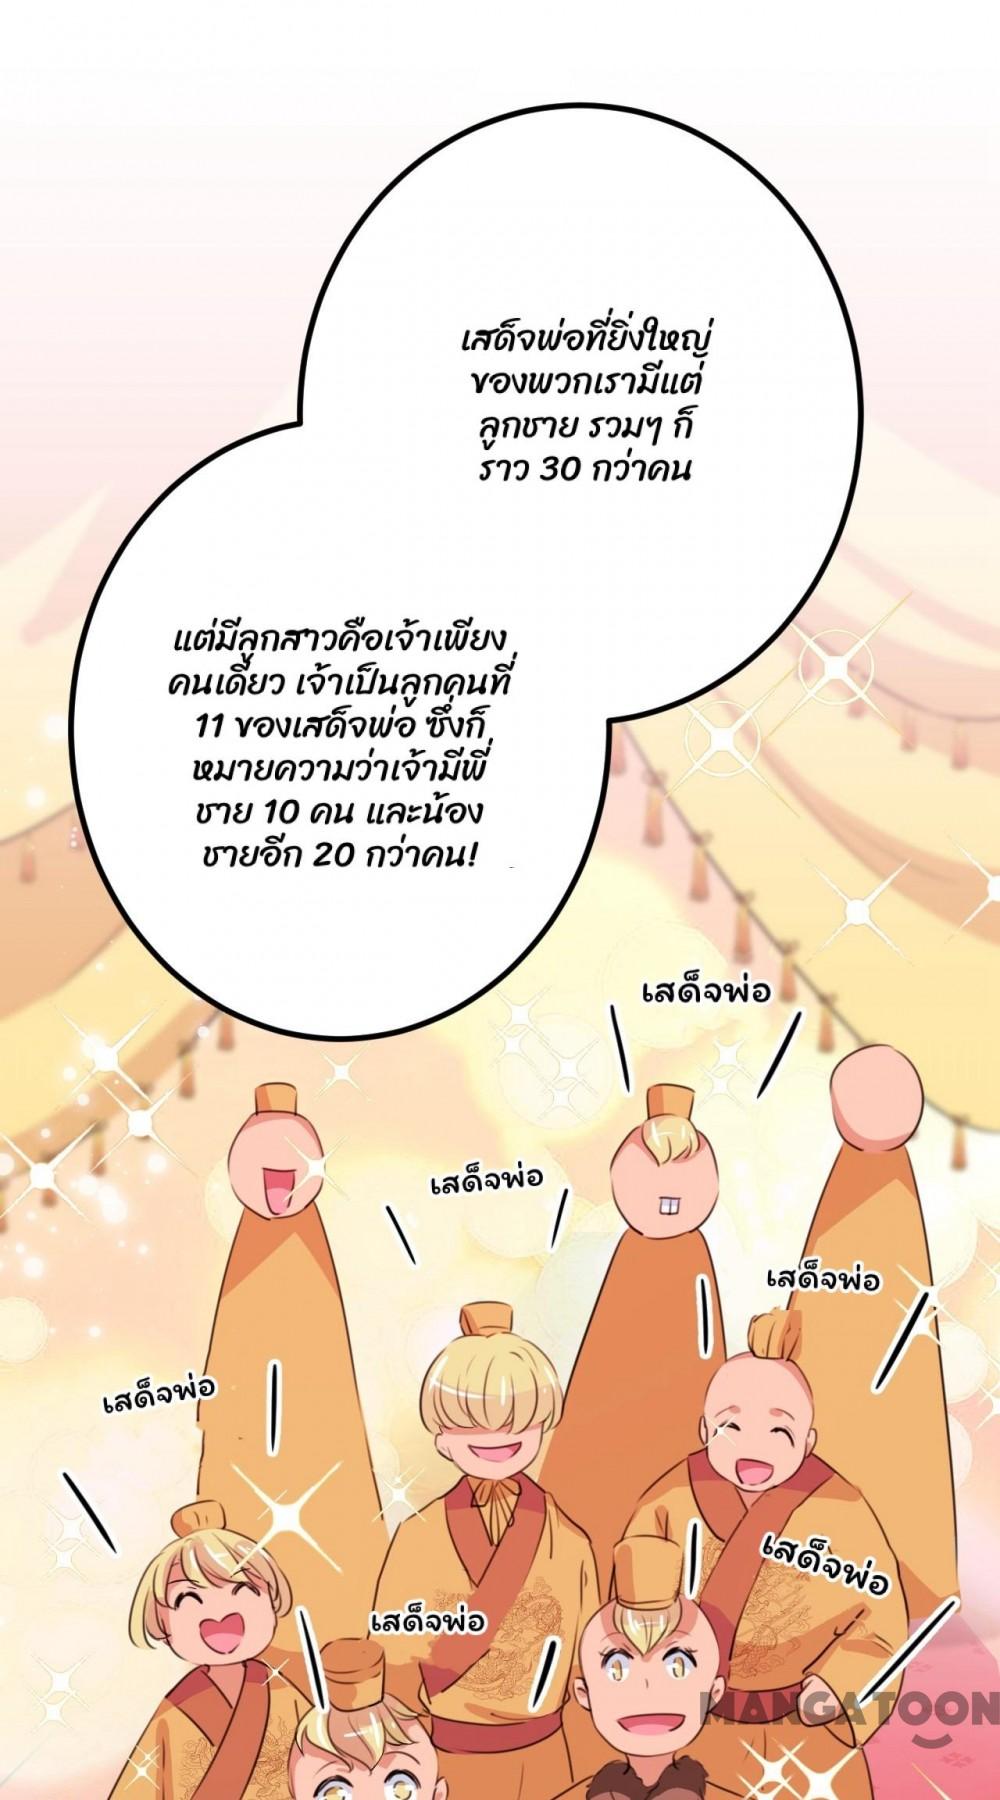 เสด็จพ่อที่ยิ่งใหญ่
ของพวกเรามีแต่
ลูกชาย รวมๆ ก็
ราว 30 กว่าคน
แต่มีลูกสาวคือเจ้าเพียง
คนเดียว เจ้าเป็นลูกคนที่
11 ของเสด็จพ่อ ซึ่งก็
หมายความว่าเจ้ามีพี่
ชาย 10 คน และน้อง
ชายอีก 20 กว่าคน!
เสด็จพ่อ
เสด็จพ่อ
เสด็จพ่อ
เสด็จพ่อ
เสด็จพ่อ
เสด็จพ่อ
MANGATOON